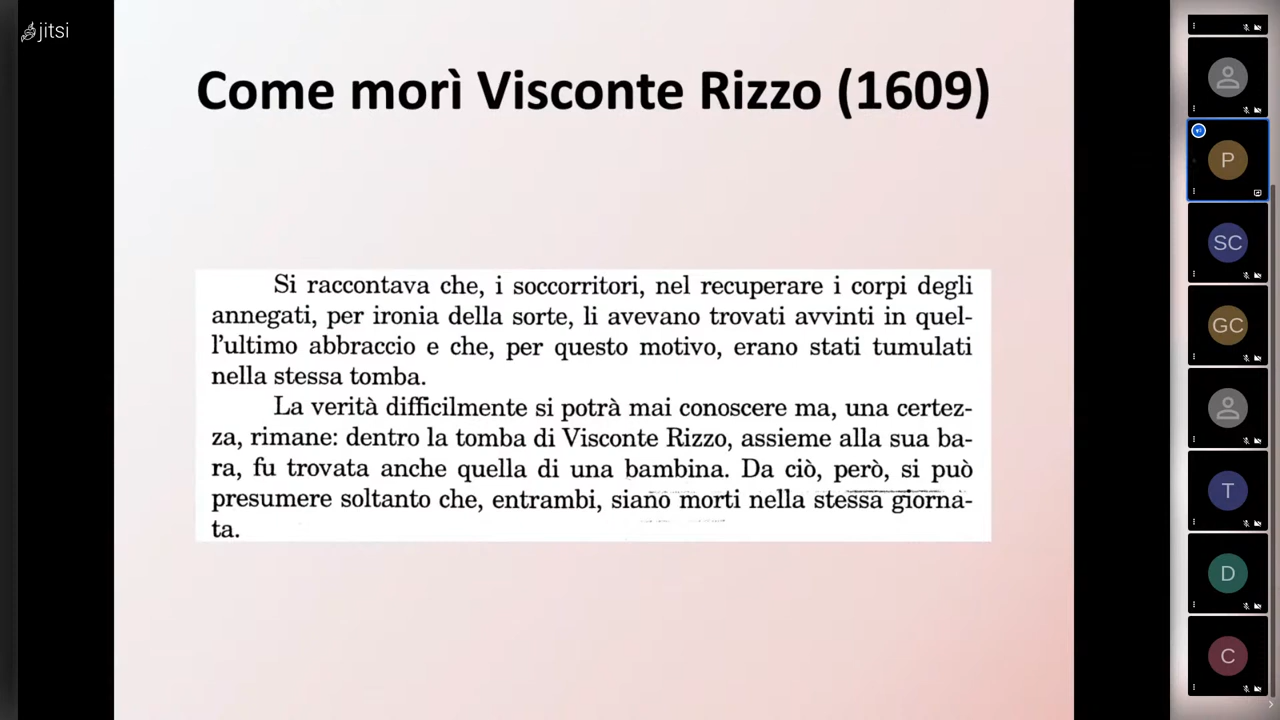 jitsi
Come morì Visconte Rizzo (1609)
Si raccontava che, i soccorritori, nel recuperare i corpi degli
annegati, per ironia della sorte, li avevano trovati avvinti in quel-
l'ultimo abbraccio e che, per questo motivo, erano stati tumulati
nella stessa tomba.
La verità difficilmente si potrà mai conoscere ma, una certez-
za, rimane: dentro la tomba di Visconte Rizzo, assieme alla sua ba-
ra, fu trovata anche quella di una bambina. Da ciò, però, si può
presumere soltanto che, entrambi, siano morti nella stessa giorna-
ta.
P
SC
GC
T
D
C